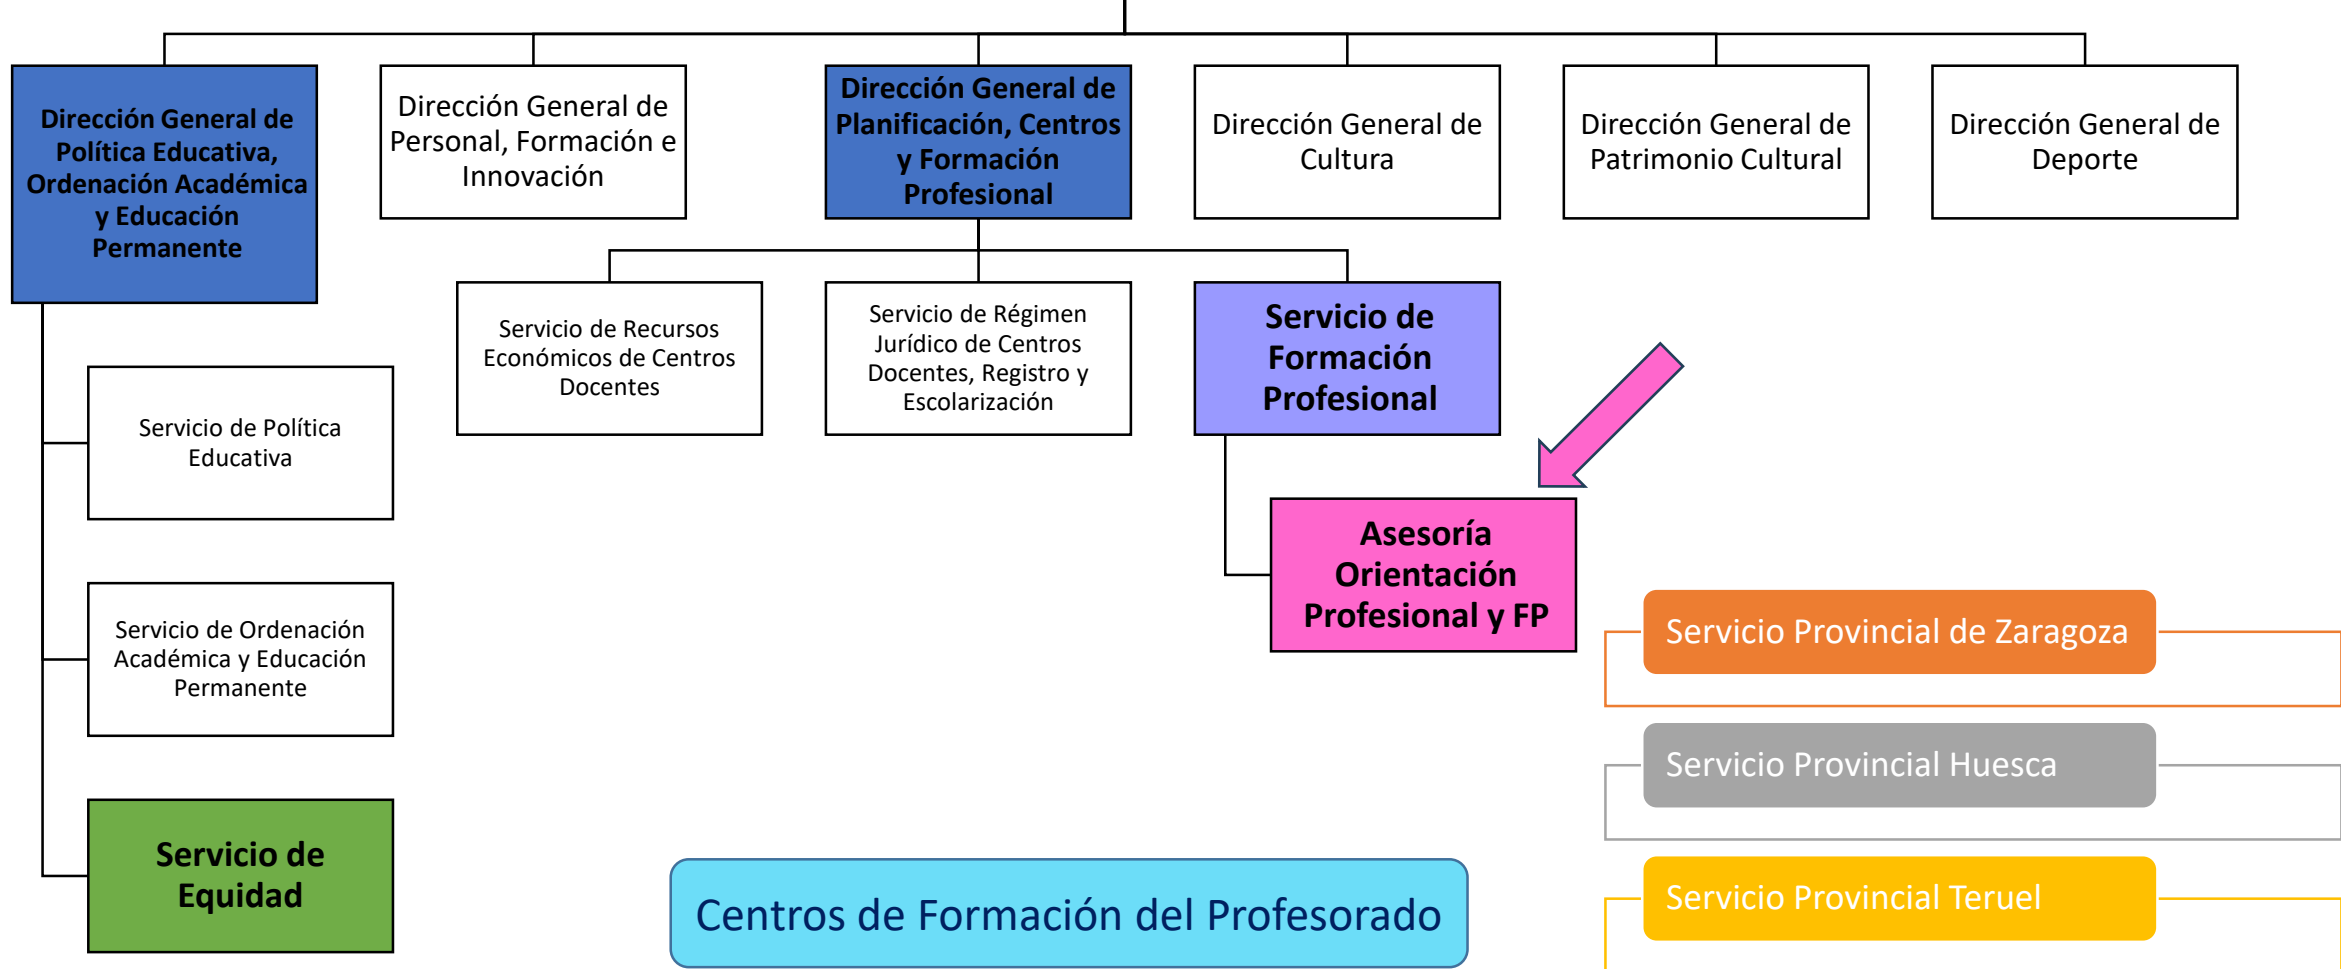 Dirección General de
Política Educativa,
Ordenación Académica
y Educación
Permanente
Dirección General de
Personal, Formación e
Innovación
Dirección General de
Planificación, Centros
y Formación
Profesional
Dirección General de
Cultura
Dirección General de
Patrimonio Cultural
Dirección General de
Deporte
Servicio de Recursos
Económicos de Centros
Docentes
Servicio de Régimen
Jurídico de Centros
Docentes, Registro y
Escolarización
Servicio de
Formación
Profesional
Servicio de Política
Educativa
Asesoría
Orientación
Profesional y FP
Servicio de Ordenación
Académica y Educación
Permanente
Servicio de
Equidad
Centros de Formación del Profesorado
Servicio Provincial de Zaragoza
Servicio Provincial Huesca
Servicio Provincial Teruel